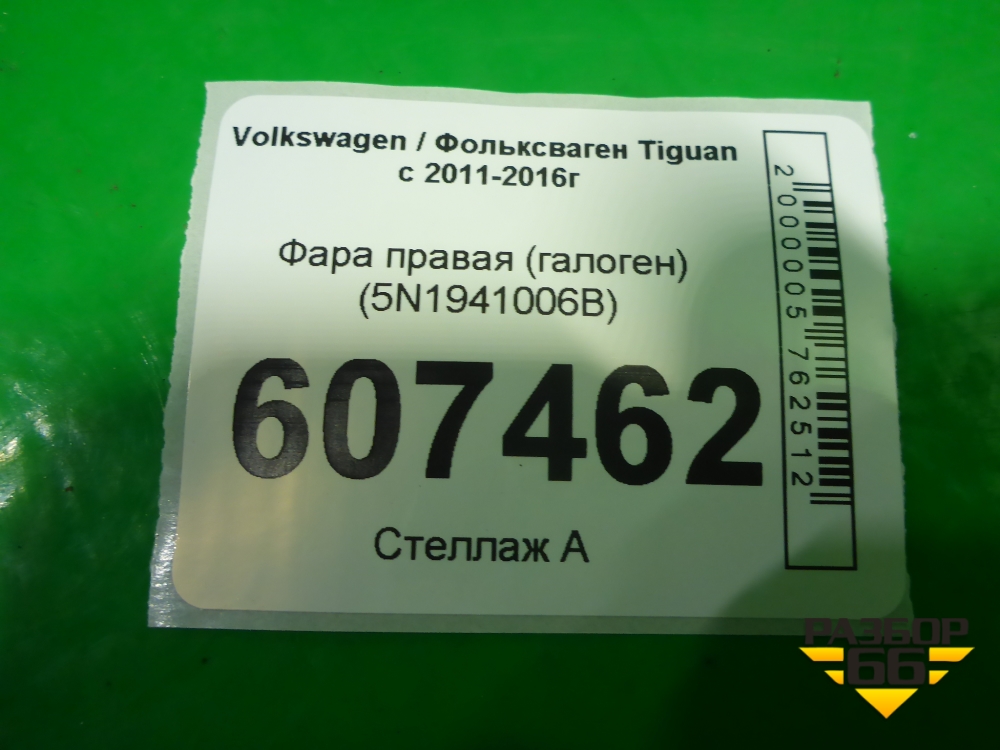 Volkswagen / Фольксваген Tiguan
с 2011-2016г
Фара правая (галоген)
(5N1941006B)
607462
Стеллаж А
2000005762512
РАЗБОР
66